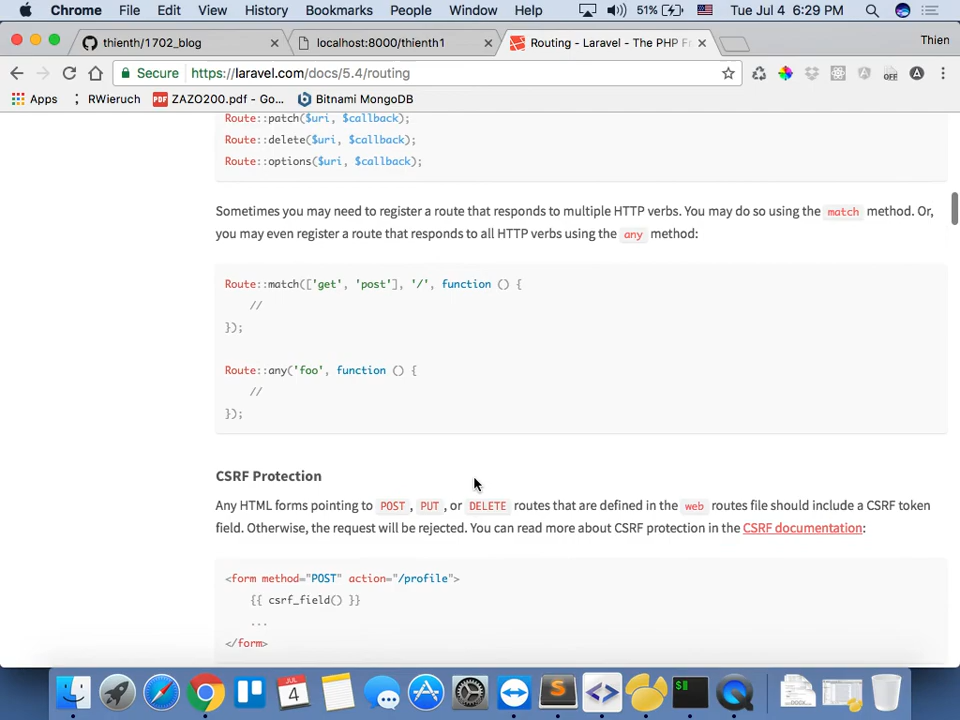 Chrome File Edit View History Bookmarks People Window Help 51% Tue Jul 4 6:29 PM
thienth/1702_blog
localhost:8000/thienth1
Routing - Laravel - The PHP Fr
Thien
Secure https://laravel.com/docs/5.4/routing
OFF
Apps RWieruch ZAZO200.pdf - Go... Bitnami MongoDB
Route::patch($uri, $callback);
Route::delete($uri, $callback);
Route::options($uri, $callback);
Sometimes you may need to register a route that responds to multiple HTTP verbs. You may do so using the match method. Or,
you may even register a route that responds to all HTTP verbs using the any method:
Route::match(['get', 'post'], '/', function () {
//
});
Route::any('foo', function () {
//
});
CSRF Protection
Any HTML forms pointing to POST, PUT, or DELETE routes that are defined in the web routes file should include a CSRF token
field. Otherwise, the request will be rejected. You can read more about CSRF protection in the CSRF documentation:
<form method="POST" action="/profile">
{{ csrf_field() }}
...
</form>